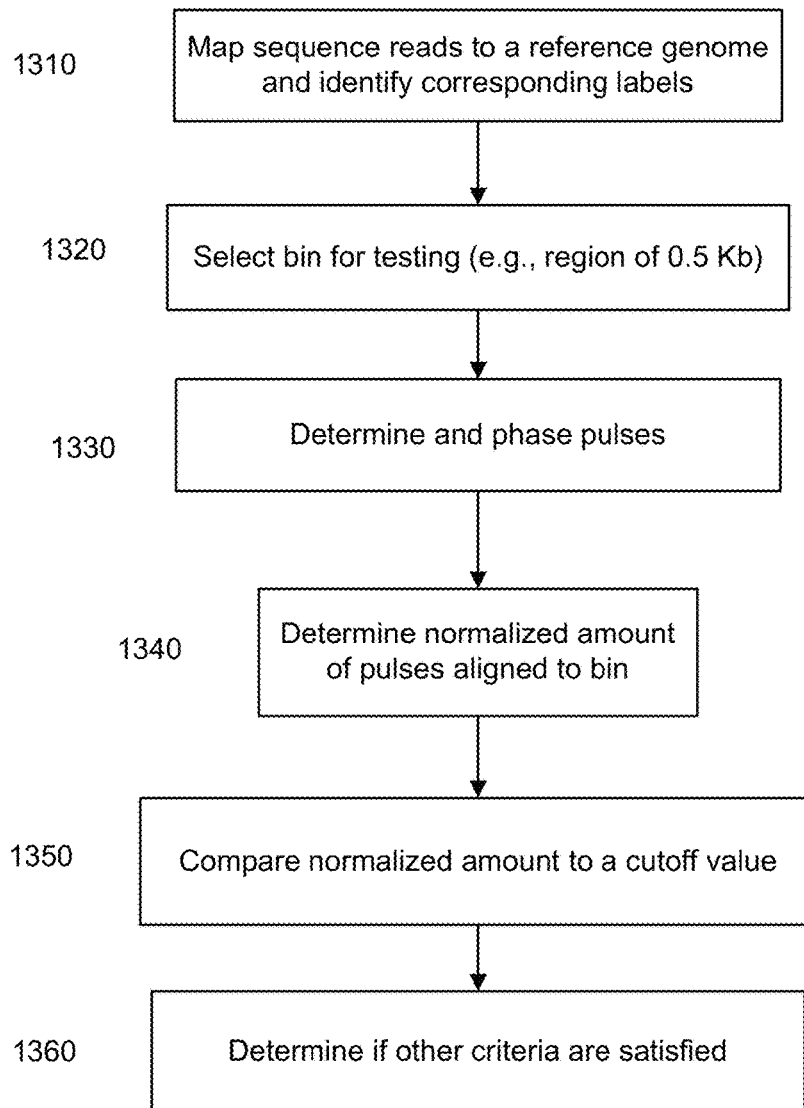 1310
Map sequence reads to a reference genome
and identify corresponding labels
1320
Select bin for testing (e.g., region of 0.5 Kb)
1330
Determine and phase pulses
1340
Determine normalized amount
of pulses aligned to bin
1350
Compare normalized amount to a cutoff value
1360
Determine if other criteria are satisfied